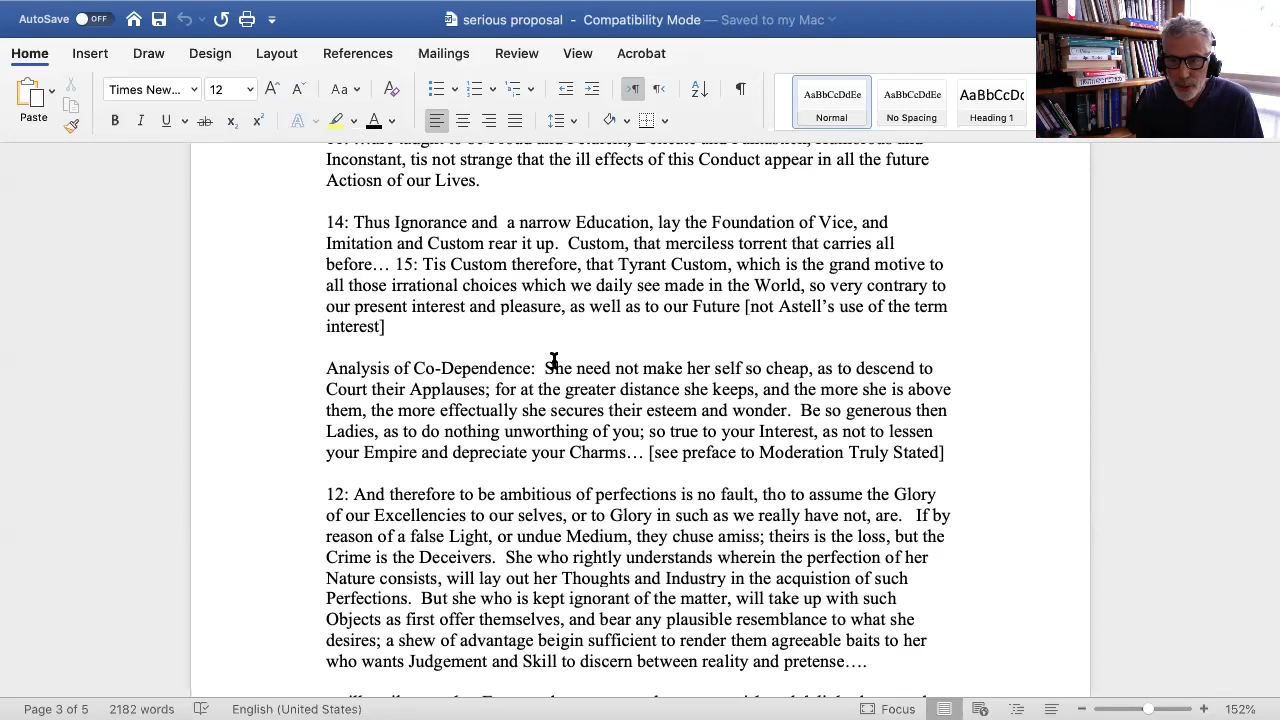 AutoSave OFF serious proposal - Compatibility Mode — Saved to my Mac
Home Insert Draw Design Layout References Mailings Review View Acrobat
Paste Times New... 12 Aa AaBbCcDdEe AaBbCcDdEe AaBbCcDc
B I U ab x₂ x² A A Normal No Spacing Heading 1
Inconstant, tis not strange that the ill effects of this Conduct appear in all the future
Actiosn of our Lives.
14: Thus Ignorance and  a narrow Education, lay the Foundation of Vice, and
Imitation and Custom rear it up.  Custom, that merciless torrent that carries all
before… 15: Tis Custom therefore, that Tyrant Custom, which is the grand motive to
all those irrational choices which we daily see made in the World, so very contrary to
our present interest and pleasure, as well as to our Future [not Astell’s use of the term
interest]
Analysis of Co-Dependence:  She need not make her self so cheap, as to descend to
Court their Applauses; for at the greater distance she keeps, and the more she is above
them, the more effectually she secures their esteem and wonder.  Be so generous then
Ladies, as to do nothing unworthing of you; so true to your Interest, as not to lessen
your Empire and depreciate your Charms… [see preface to Moderation Truly Stated]
12: And therefore to be ambitious of perfections is no fault, tho to assume the Glory
of our Excellencies to our selves, or to Glory in such as we really have not, are.   If by
reason of a false Light, or undue Medium, they chuse amiss; theirs is the loss, but the
Crime is the Deceivers.  She who rightly understands wherein the perfection of her
Nature consists, will lay out her Thoughts and Industry in the acquistion of such
Perfections.  But she who is kept ignorant of the matter, will take up with such
Objects as first offer themselves, and bear any plausible resemblance to what she
desires; a shew of advantage beigin sufficient to render them agreeable baits to her
who wants Judgement and Skill to discern between reality and pretense….
Page 3 of 5 2182 words English (United States) Focus 152%